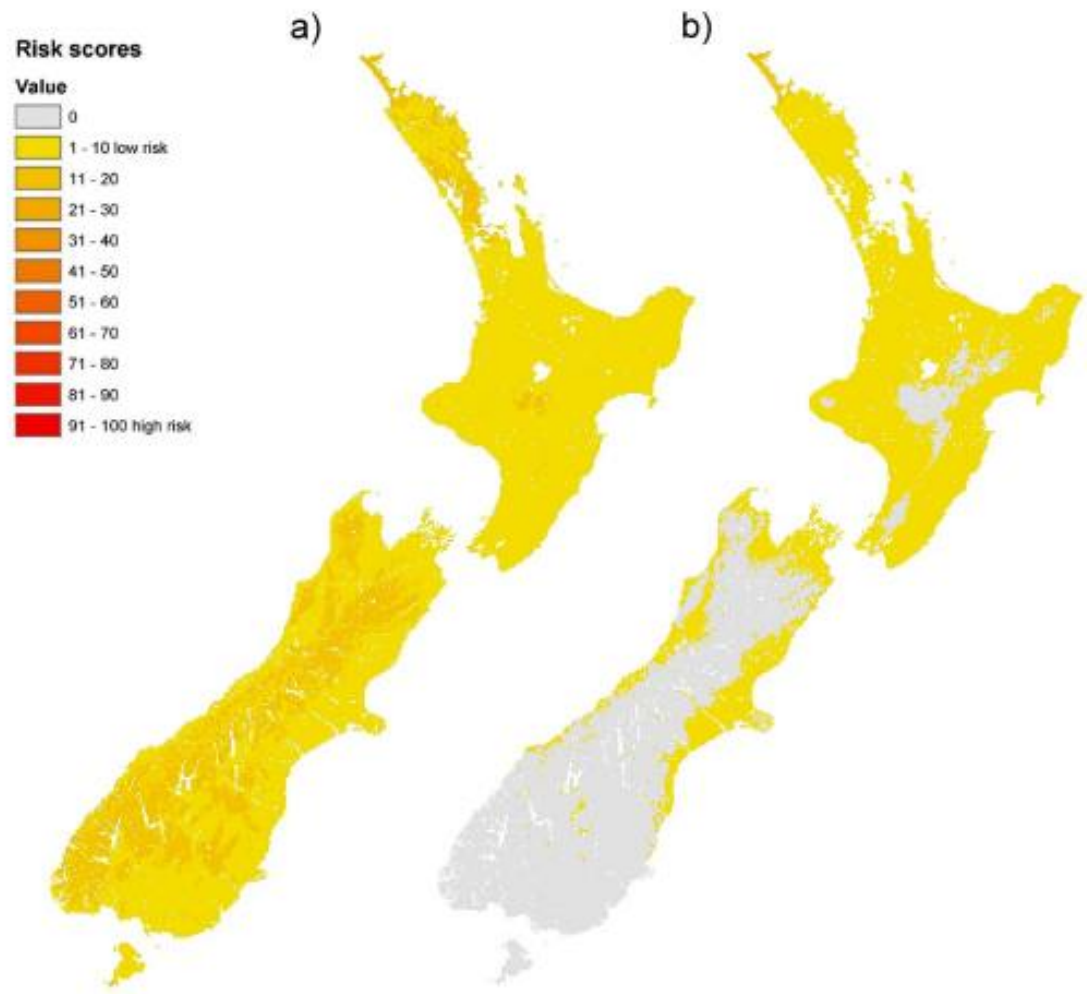 a)
b)
Risk scores
Value
0
1 - 10 low risk
11 - 20
21 - 30
31 - 40
41 - 50
51 - 60
61 - 70
71 - 80
81 - 90
91 - 100 high risk